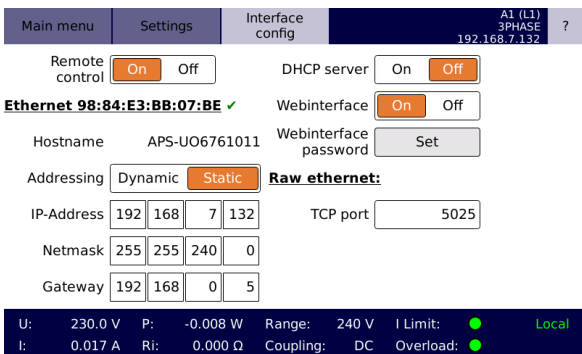 Main menu Settings Interface config A1 (L1) 3PHASE 192.168.7.132 ?
Remote control On Off DHCP server On Off
Ethernet 98:84:E3:BB:07:BE ✔ Webinterface On Off
Hostname APS-UO6761011 Webinterface password Set
Addressing Dynamic Static Raw ethernet:
IP-Address 192 168 7 132 TCP port 5025
Netmask 255 255 240 0
Gateway 192 168 0 5
U: 230.0 V P: -0.008 W Range: 240 V I Limit: Local
I: 0.017 A Ri: 0.000 Ω Coupling: DC Overload: